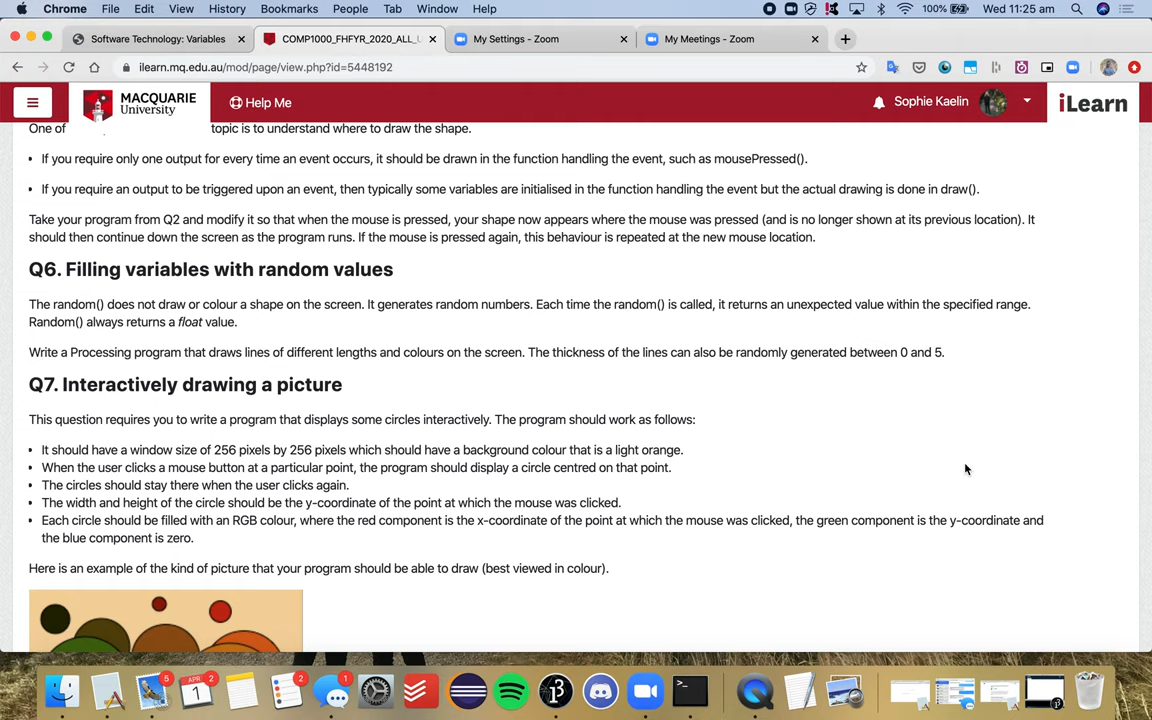 Chrome File Edit View History Bookmarks People Tab Window Help 100% Wed 11:25 am
Software Technology: Variables COMP1000_FHFYR_2020_ALL_U My Settings - Zoom My Meetings - Zoom
ilearn.mq.edu.au/mod/page/view.php?id=5448192
MACQUARIE
University
Help Me
Sophie Kaelin
iLearn
One of topic is to understand where to draw the shape.
• If you require only one output for every time an event occurs, it should be drawn in the function handling the event, such as mousePressed().
• If you require an output to be triggered upon an event, then typically some variables are initialised in the function handling the event but the actual drawing is done in draw().
Take your program from Q2 and modify it so that when the mouse is pressed, your shape now appears where the mouse was pressed (and is no longer shown at its previous location). It
should then continue down the screen as the program runs. If the mouse is pressed again, this behaviour is repeated at the new mouse location.
Q6. Filling variables with random values
The random() does not draw or colour a shape on the screen. It generates random numbers. Each time the random() is called, it returns an unexpected value within the specified range.
Random() always returns a float value.
Write a Processing program that draws lines of different lengths and colours on the screen. The thickness of the lines can also be randomly generated between 0 and 5.
Q7. Interactively drawing a picture
This question requires you to write a program that displays some circles interactively. The program should work as follows:
• It should have a window size of 256 pixels by 256 pixels which should have a background colour that is a light orange.
• When the user clicks a mouse button at a particular point, the program should display a circle centred on that point.
• The circles should stay there when the user clicks again.
• The width and height of the circle should be the y-coordinate of the point at which the mouse was clicked.
• Each circle should be filled with an RGB colour, where the red component is the x-coordinate of the point at which the mouse was clicked, the green component is the y-coordinate and
the blue component is zero.
Here is an example of the kind of picture that your program should be able to draw (best viewed in colour).
5 APR 2 1 2 1